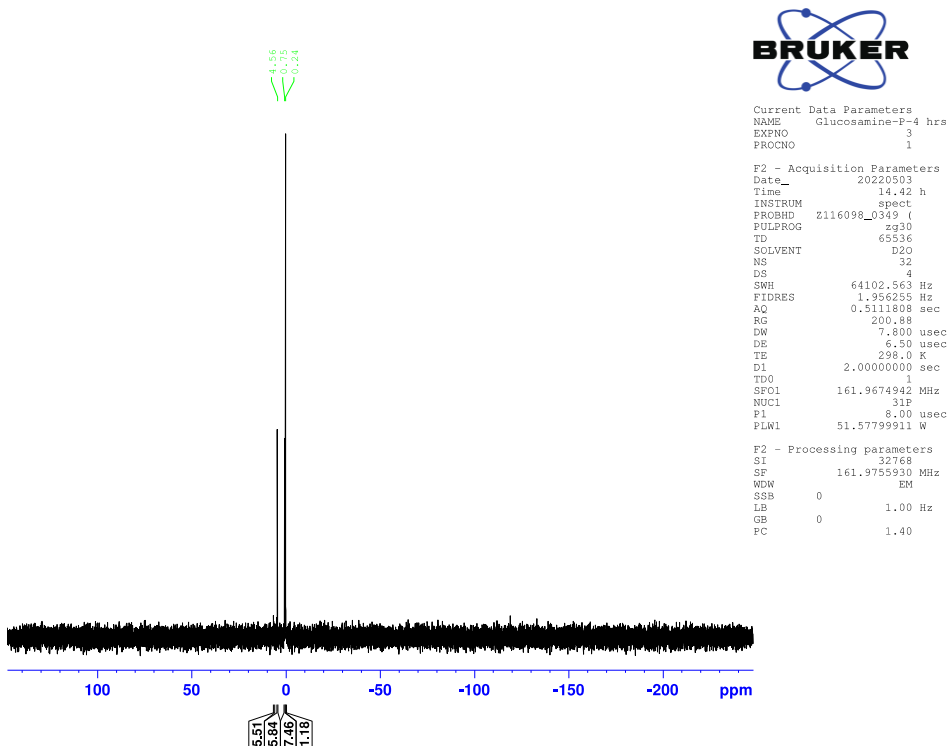 4.56
0.75
0.24
BRUKER
Current Data Parameters
NAME Glucosamine-P-4 hrs
EXPNO 3
PROCNO 1
F2 - Acquisition Parameters
Date_ 20220503
Time 14.42 h
INSTRUM spect
PROBHD Z116098_0349 (
PULPROG zg30
TD 65536
SOLVENT D2O
NS 32
DS 4
SWH 64102.563 Hz
FIDRES 1.956255 Hz
AQ 0.5111808 sec
RG 200.88
DW 7.800 usec
DE 6.50 usec
TE 298.0 K
D1 2.00000000 sec
TD0 1
SFO1 161.9674942 MHz
NUC1 31P
P1 8.00 usec
PLW1 51.57799911 W
F2 - Processing parameters
SI 32768
SF 161.9755930 MHz
WDW EM
SSB 0
LB 1.00 Hz
GB 0
PC 1.40
100 50 0 -50 -100 -150 -200 ppm
5.51
5.84
7.46
1.18